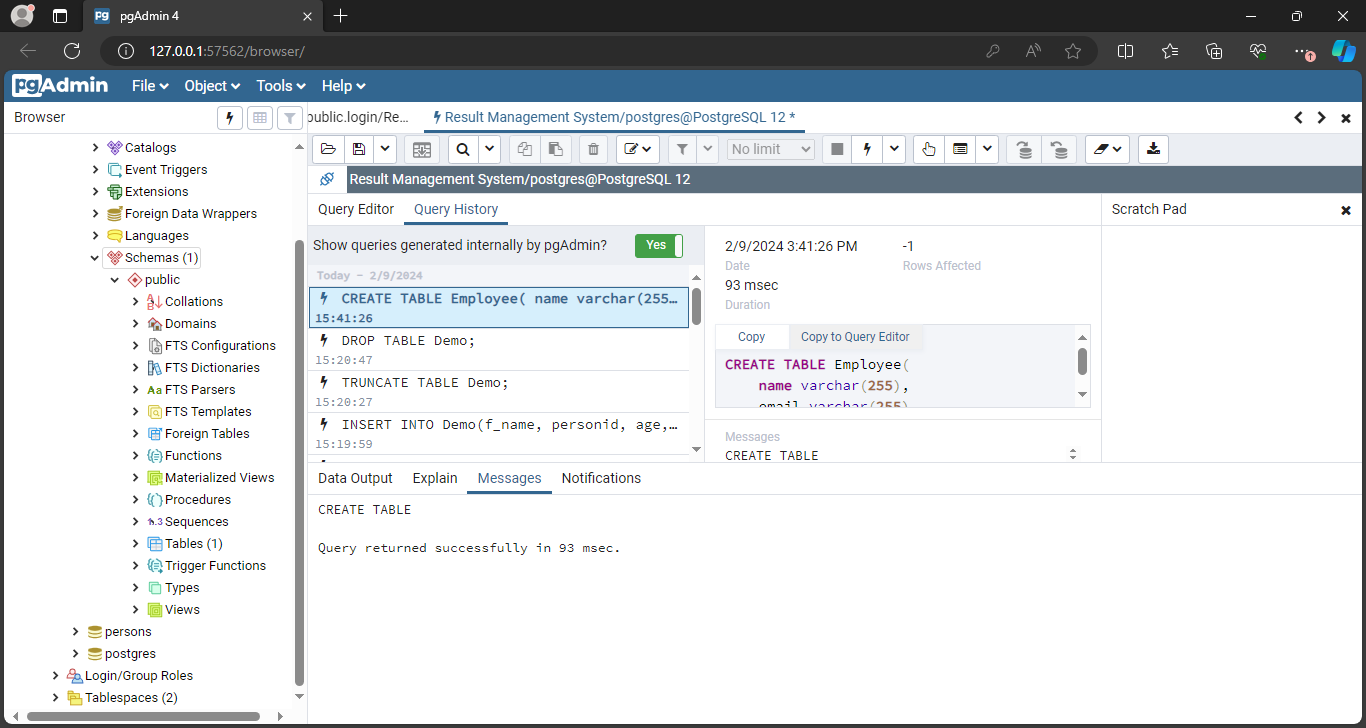 pgAdmin 4
127.0.0.1:57562/browser/
pgAdmin File Object Tools Help
Browser
public.login/Re... Result Management System/postgres@PostgreSQL 12 *
No limit
Result Management System/postgres@PostgreSQL 12
Catalogs
Event Triggers
Extensions
Foreign Data Wrappers
Languages
Schemas (1)
public
Collations
Domains
FTS Configurations
FTS Dictionaries
FTS Parsers
FTS Templates
Foreign Tables
Functions
Materialized Views
Procedures
Sequences
Tables (1)
Trigger Functions
Types
Views
persons
postgres
Login/Group Roles
Tablespaces (2)
Query Editor Query History
Show queries generated internally by pgAdmin? Yes
Today - 2/9/2024
CREATE TABLE Employee( name varchar(255…
15:41:26
DROP TABLE Demo;
15:20:47
TRUNCATE TABLE Demo;
15:20:27
INSERT INTO Demo(f_name, personid, age,…
15:19:59
2/9/2024 3:41:26 PM -1
Date Rows Affected
93 msec
Duration
Copy Copy to Query Editor
CREATE TABLE Employee(
name varchar(255),
email varchar(255)
Messages
CREATE TABLE
Scratch Pad
Data Output Explain Messages Notifications
CREATE TABLE
Query returned successfully in 93 msec.